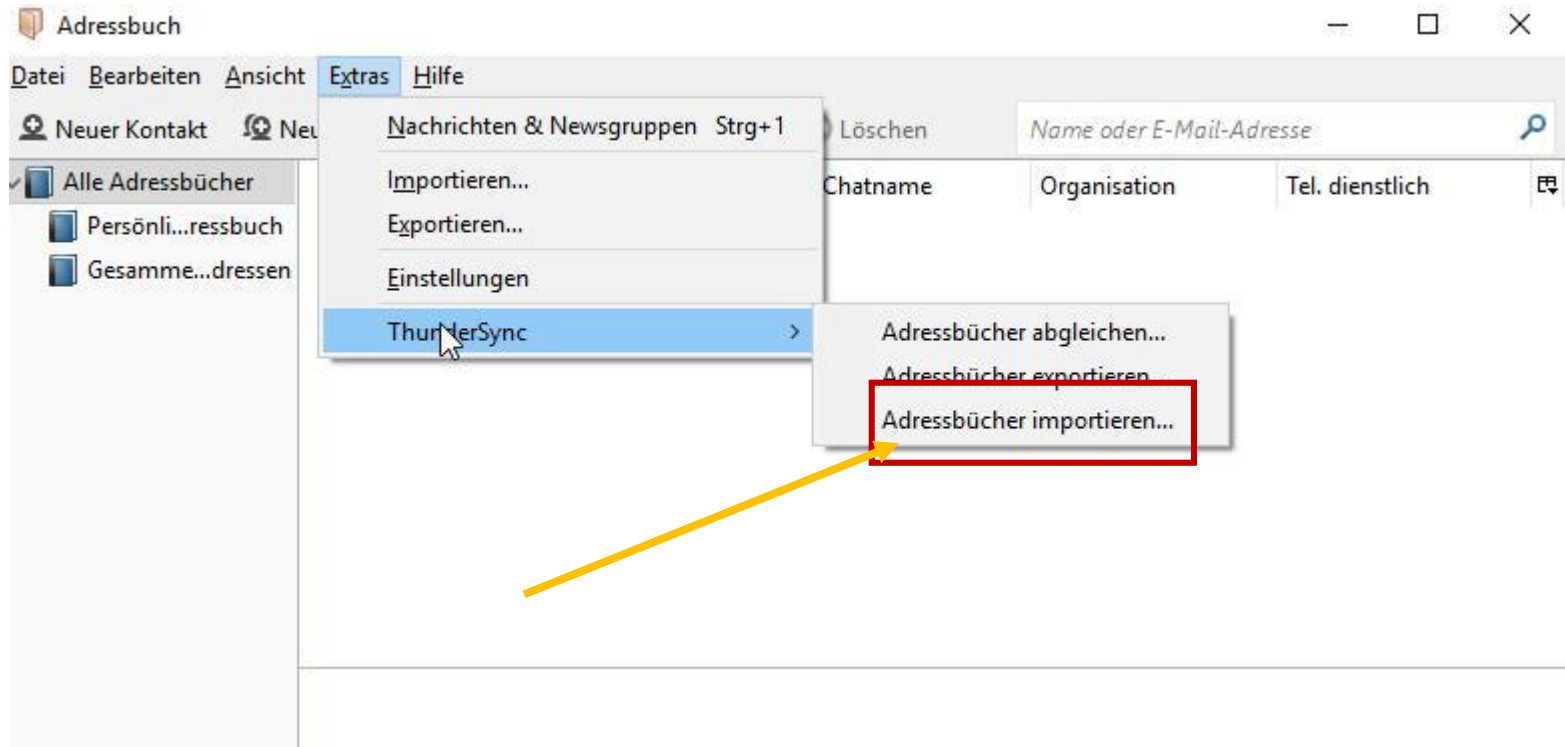 Adressbuch
Datei Bearbeiten Ansicht Extras Hilfe
Neuer Kontakt Neu Löschen Name oder E-Mail-Adresse
Nachrichten & Newsgruppen Strg+1
Importieren...
Exportieren...
Einstellungen
ThunderSync
Alle Adressbücher
Persönli...ressbuch
Gesamme...dressen
Chatname Organisation Tel. dienstlich
Adressbücher abgleichen...
Adressbücher exportieren...
Adressbücher importieren...